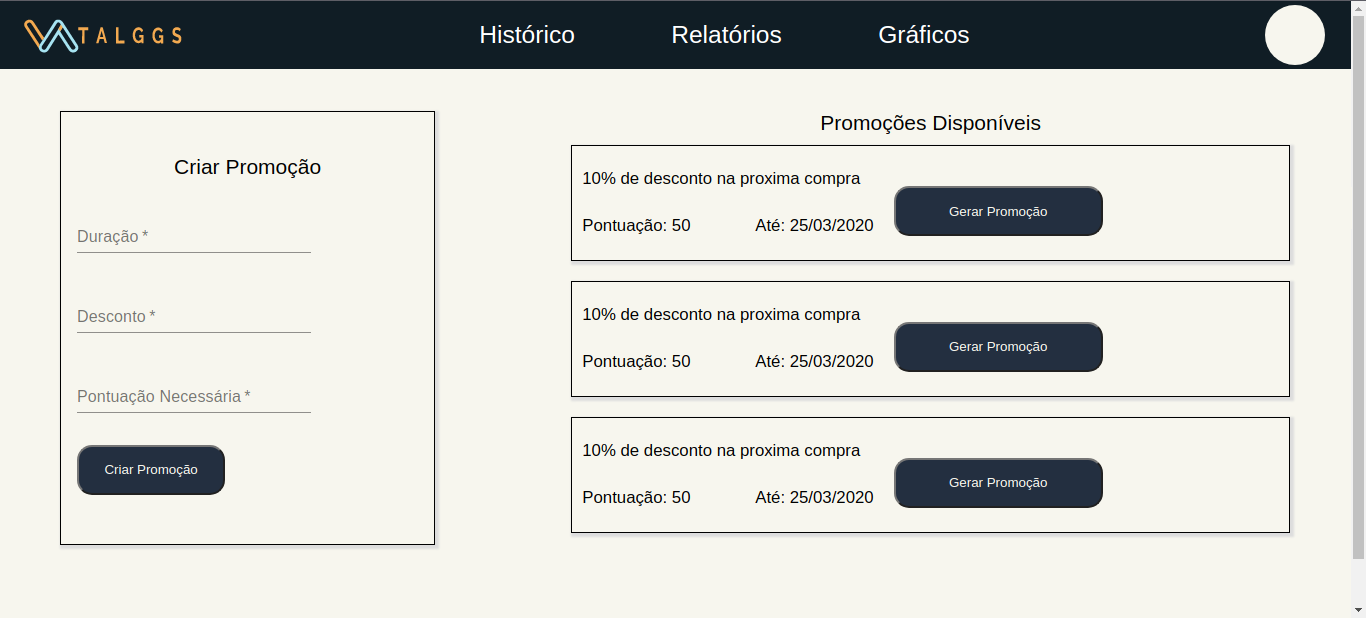 TALGGS
Histórico
Relatórios
Gráficos
Criar Promoção
Duração *
Desconto *
Pontuação Necessária *
Criar Promoção
Promoções Disponíveis
10% de desconto na proxima compra
Pontuação: 50 Até: 25/03/2020
Gerar Promoção
10% de desconto na proxima compra
Pontuação: 50 Até: 25/03/2020
Gerar Promoção
10% de desconto na proxima compra
Pontuação: 50 Até: 25/03/2020
Gerar Promoção